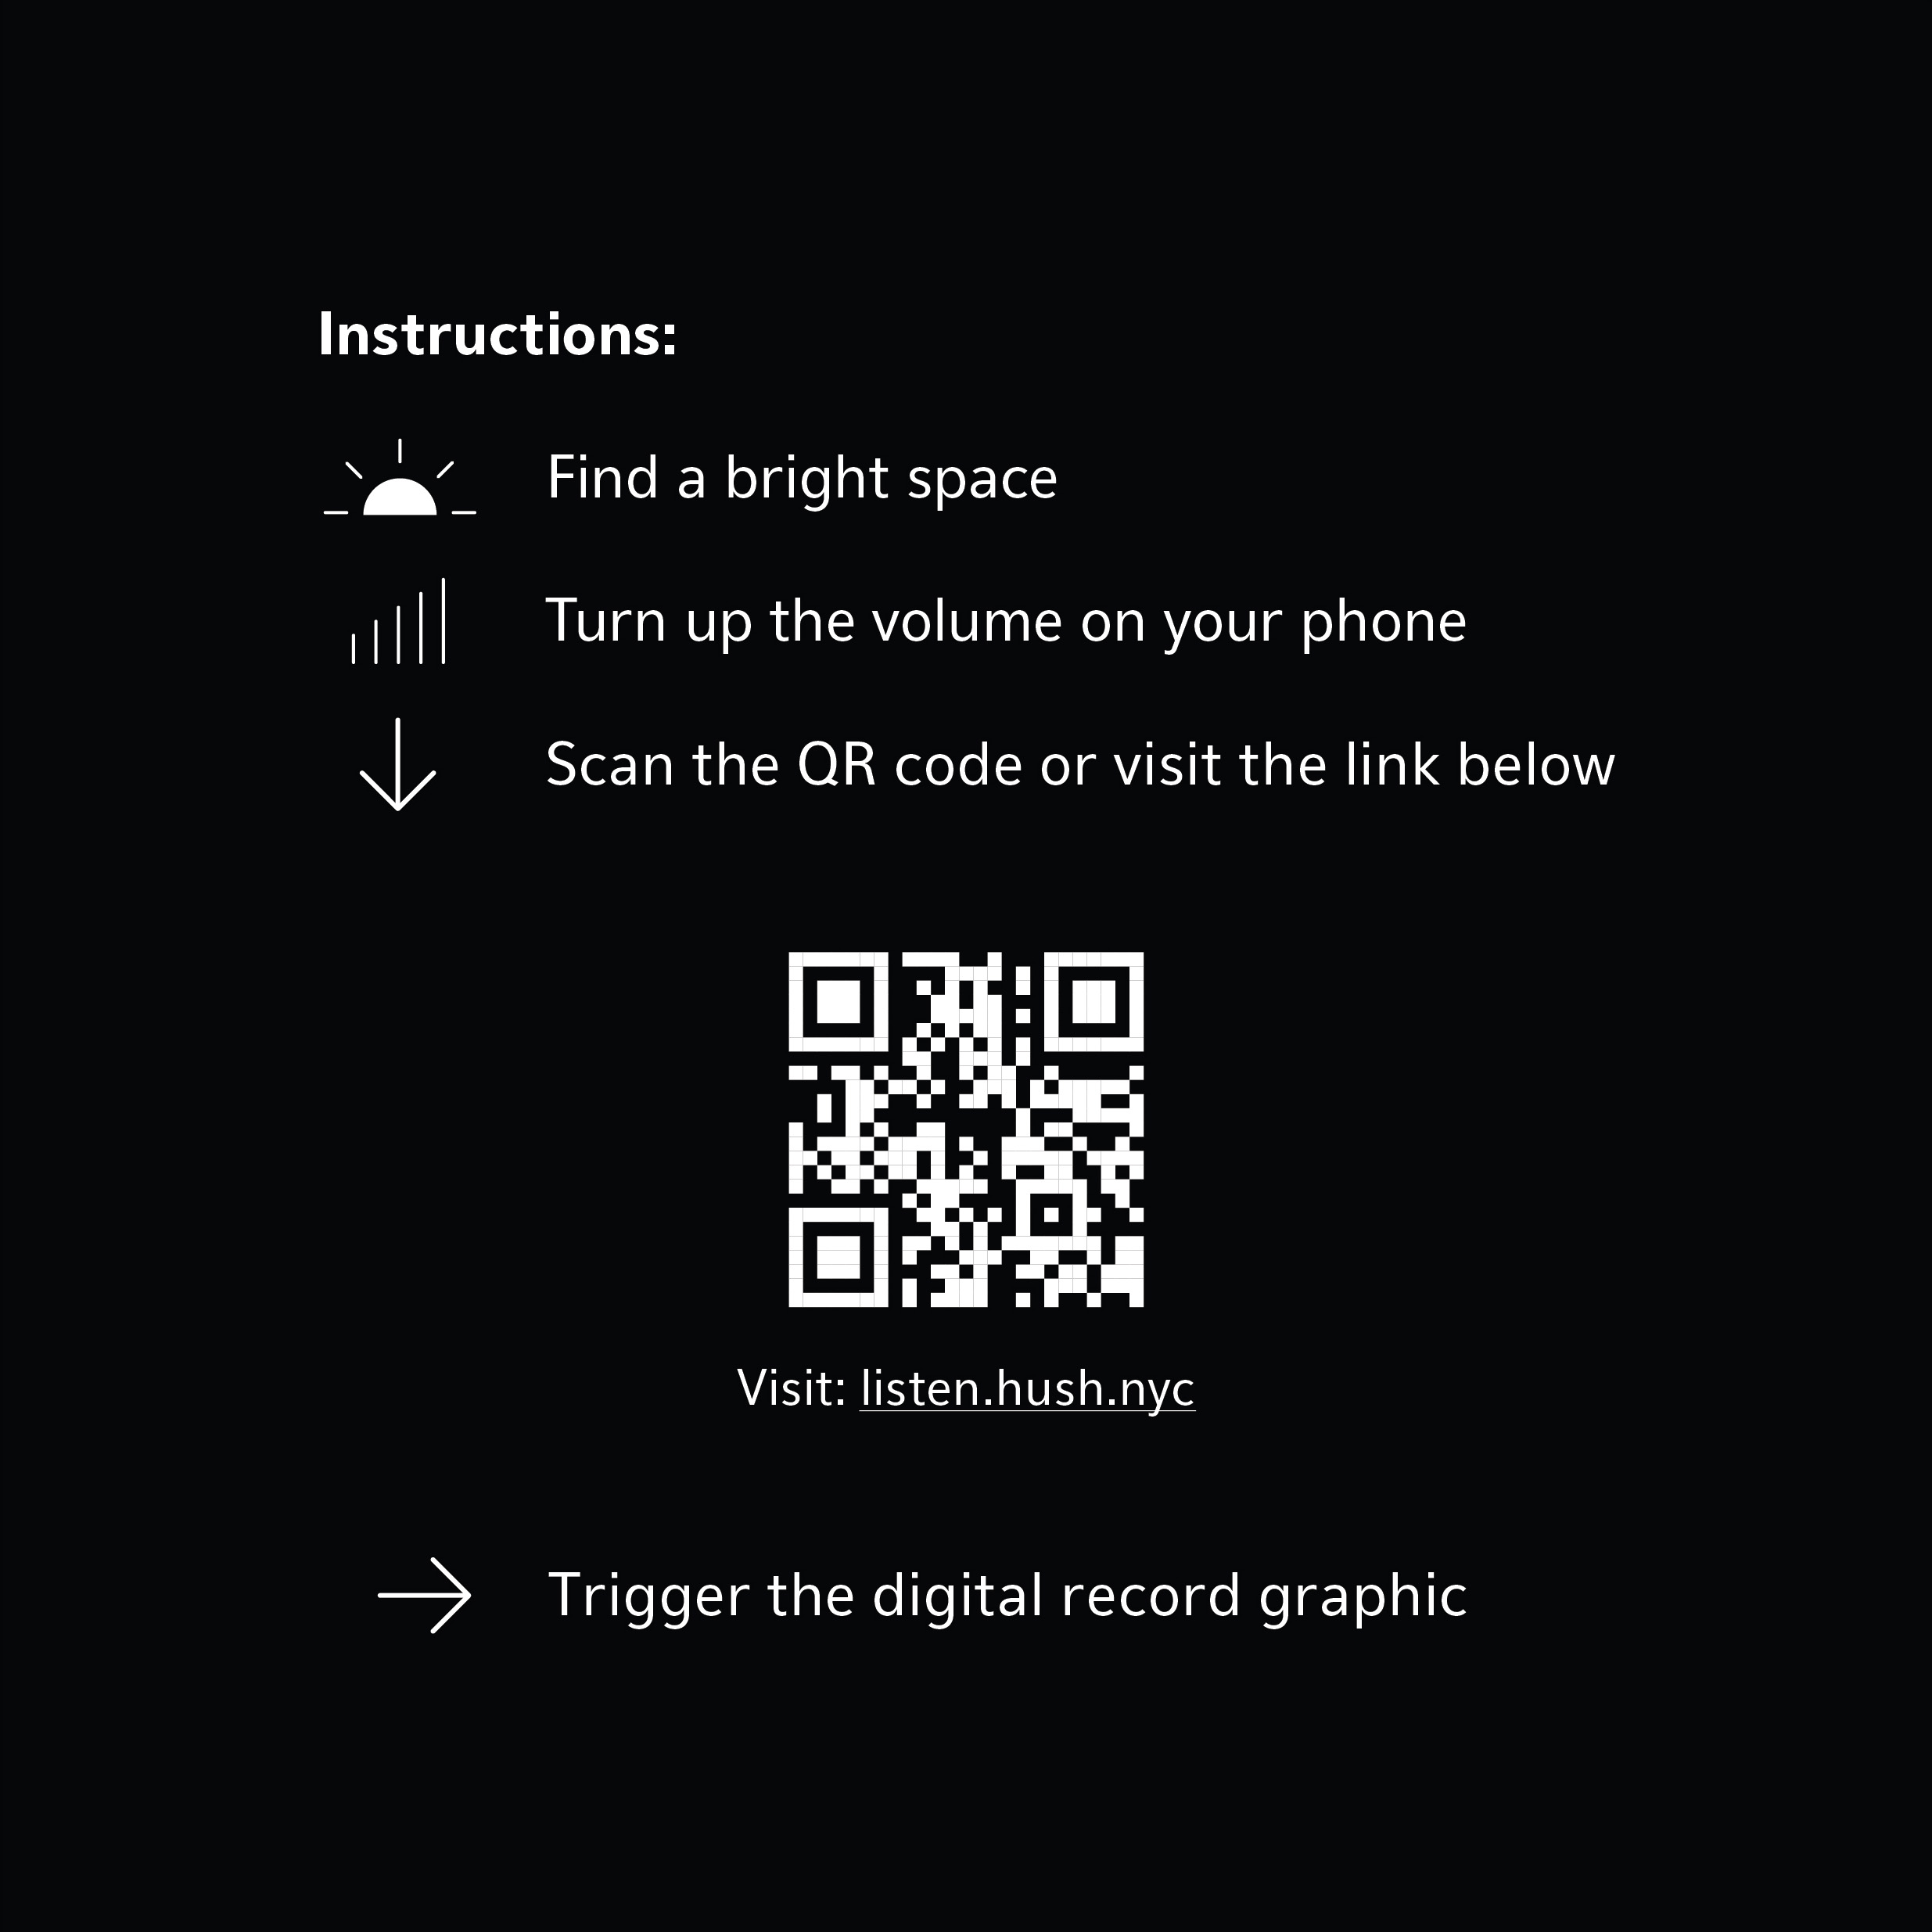 Instructions:
Find a bright space
Turn up the volume on your phone
Scan the QR code or visit the link below
Visit: listen.hush.nyc
Trigger the digital record graphic